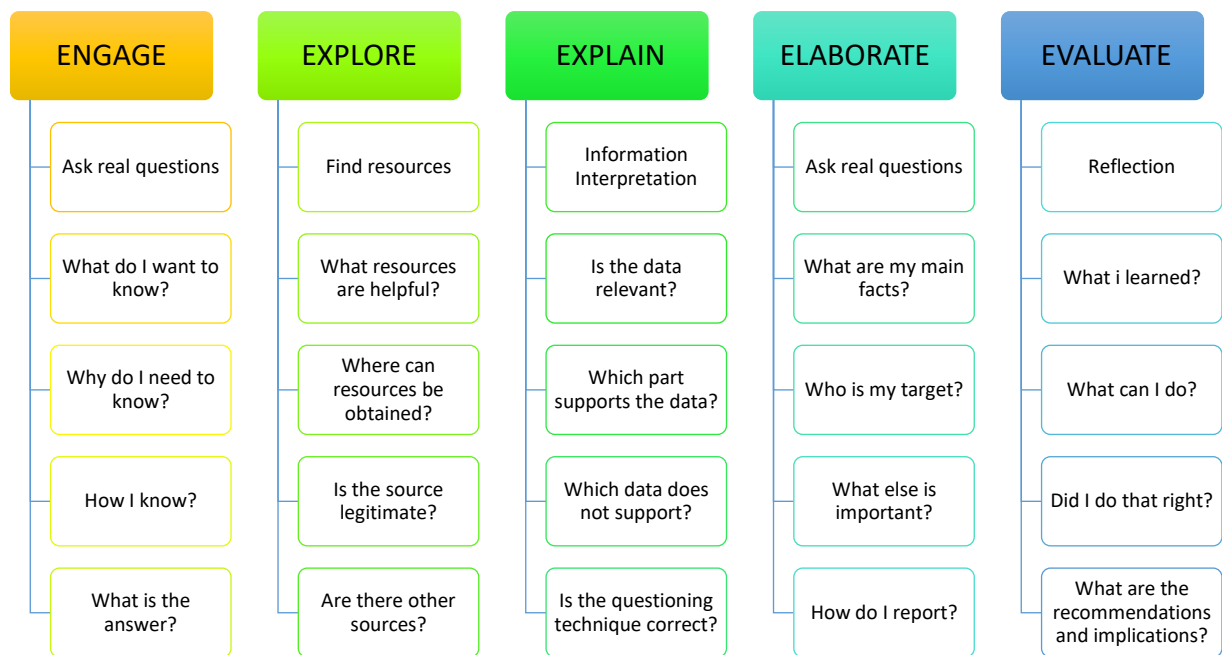 ENGAGE
Ask real questions
What do I want to
know?
Why do I need to
know?
How I know?
What is the
answer?
EXPLORE
Find resources
What resources
are helpful?
Where can
resources be
obtained?
Is the source
legitimate?
Are there other
sources?
EXPLAIN
Information
Interpretation
Is the data
relevant?
Which part
supports the data?
Which data does
not support?
Is the questioning
technique correct?
ELABORATE
Ask real questions
What are my main
facts?
Who is my target?
What else is
important?
How do I report?
EVALUATE
Reflection
What i learned?
What can I do?
Did I do that right?
What are the
recommendations
and implications?